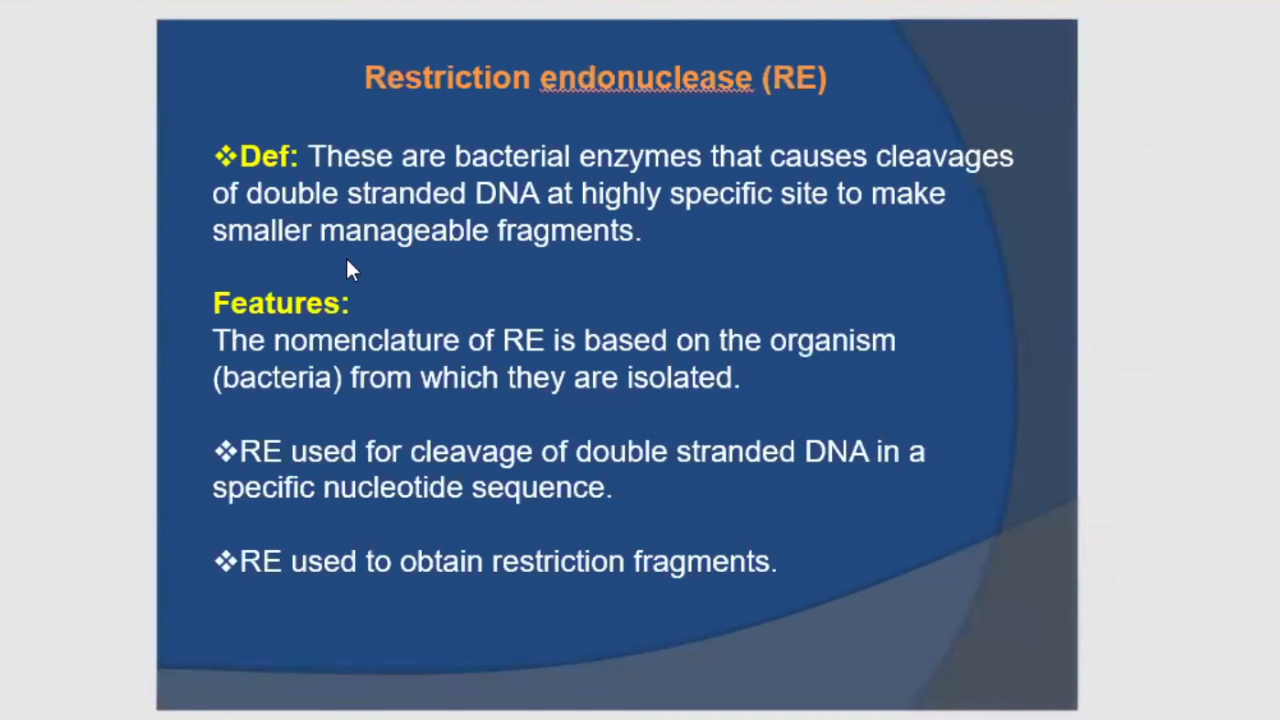 Restriction endonuclease (RE)
❖Def: These are bacterial enzymes that causes cleavages
of double stranded DNA at highly specific site to make
smaller manageable fragments.
Features:
The nomenclature of RE is based on the organism
(bacteria) from which they are isolated.
❖RE used for cleavage of double stranded DNA in a
specific nucleotide sequence.
❖RE used to obtain restriction fragments.